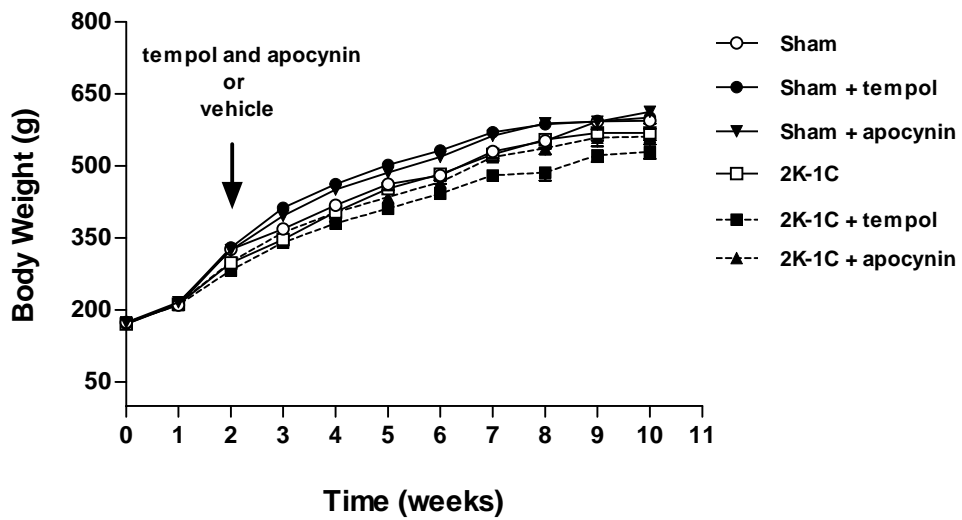 800
650
500
350
200
50
Body Weight (g)
tempol and apocynin
or
vehicle
0 1 2 3 4 5 6 7 8 9 10 11
Time (weeks)
Sham
Sham + tempol
Sham + apocynin
2K-1C
2K-1C + tempol
2K-1C + apocynin